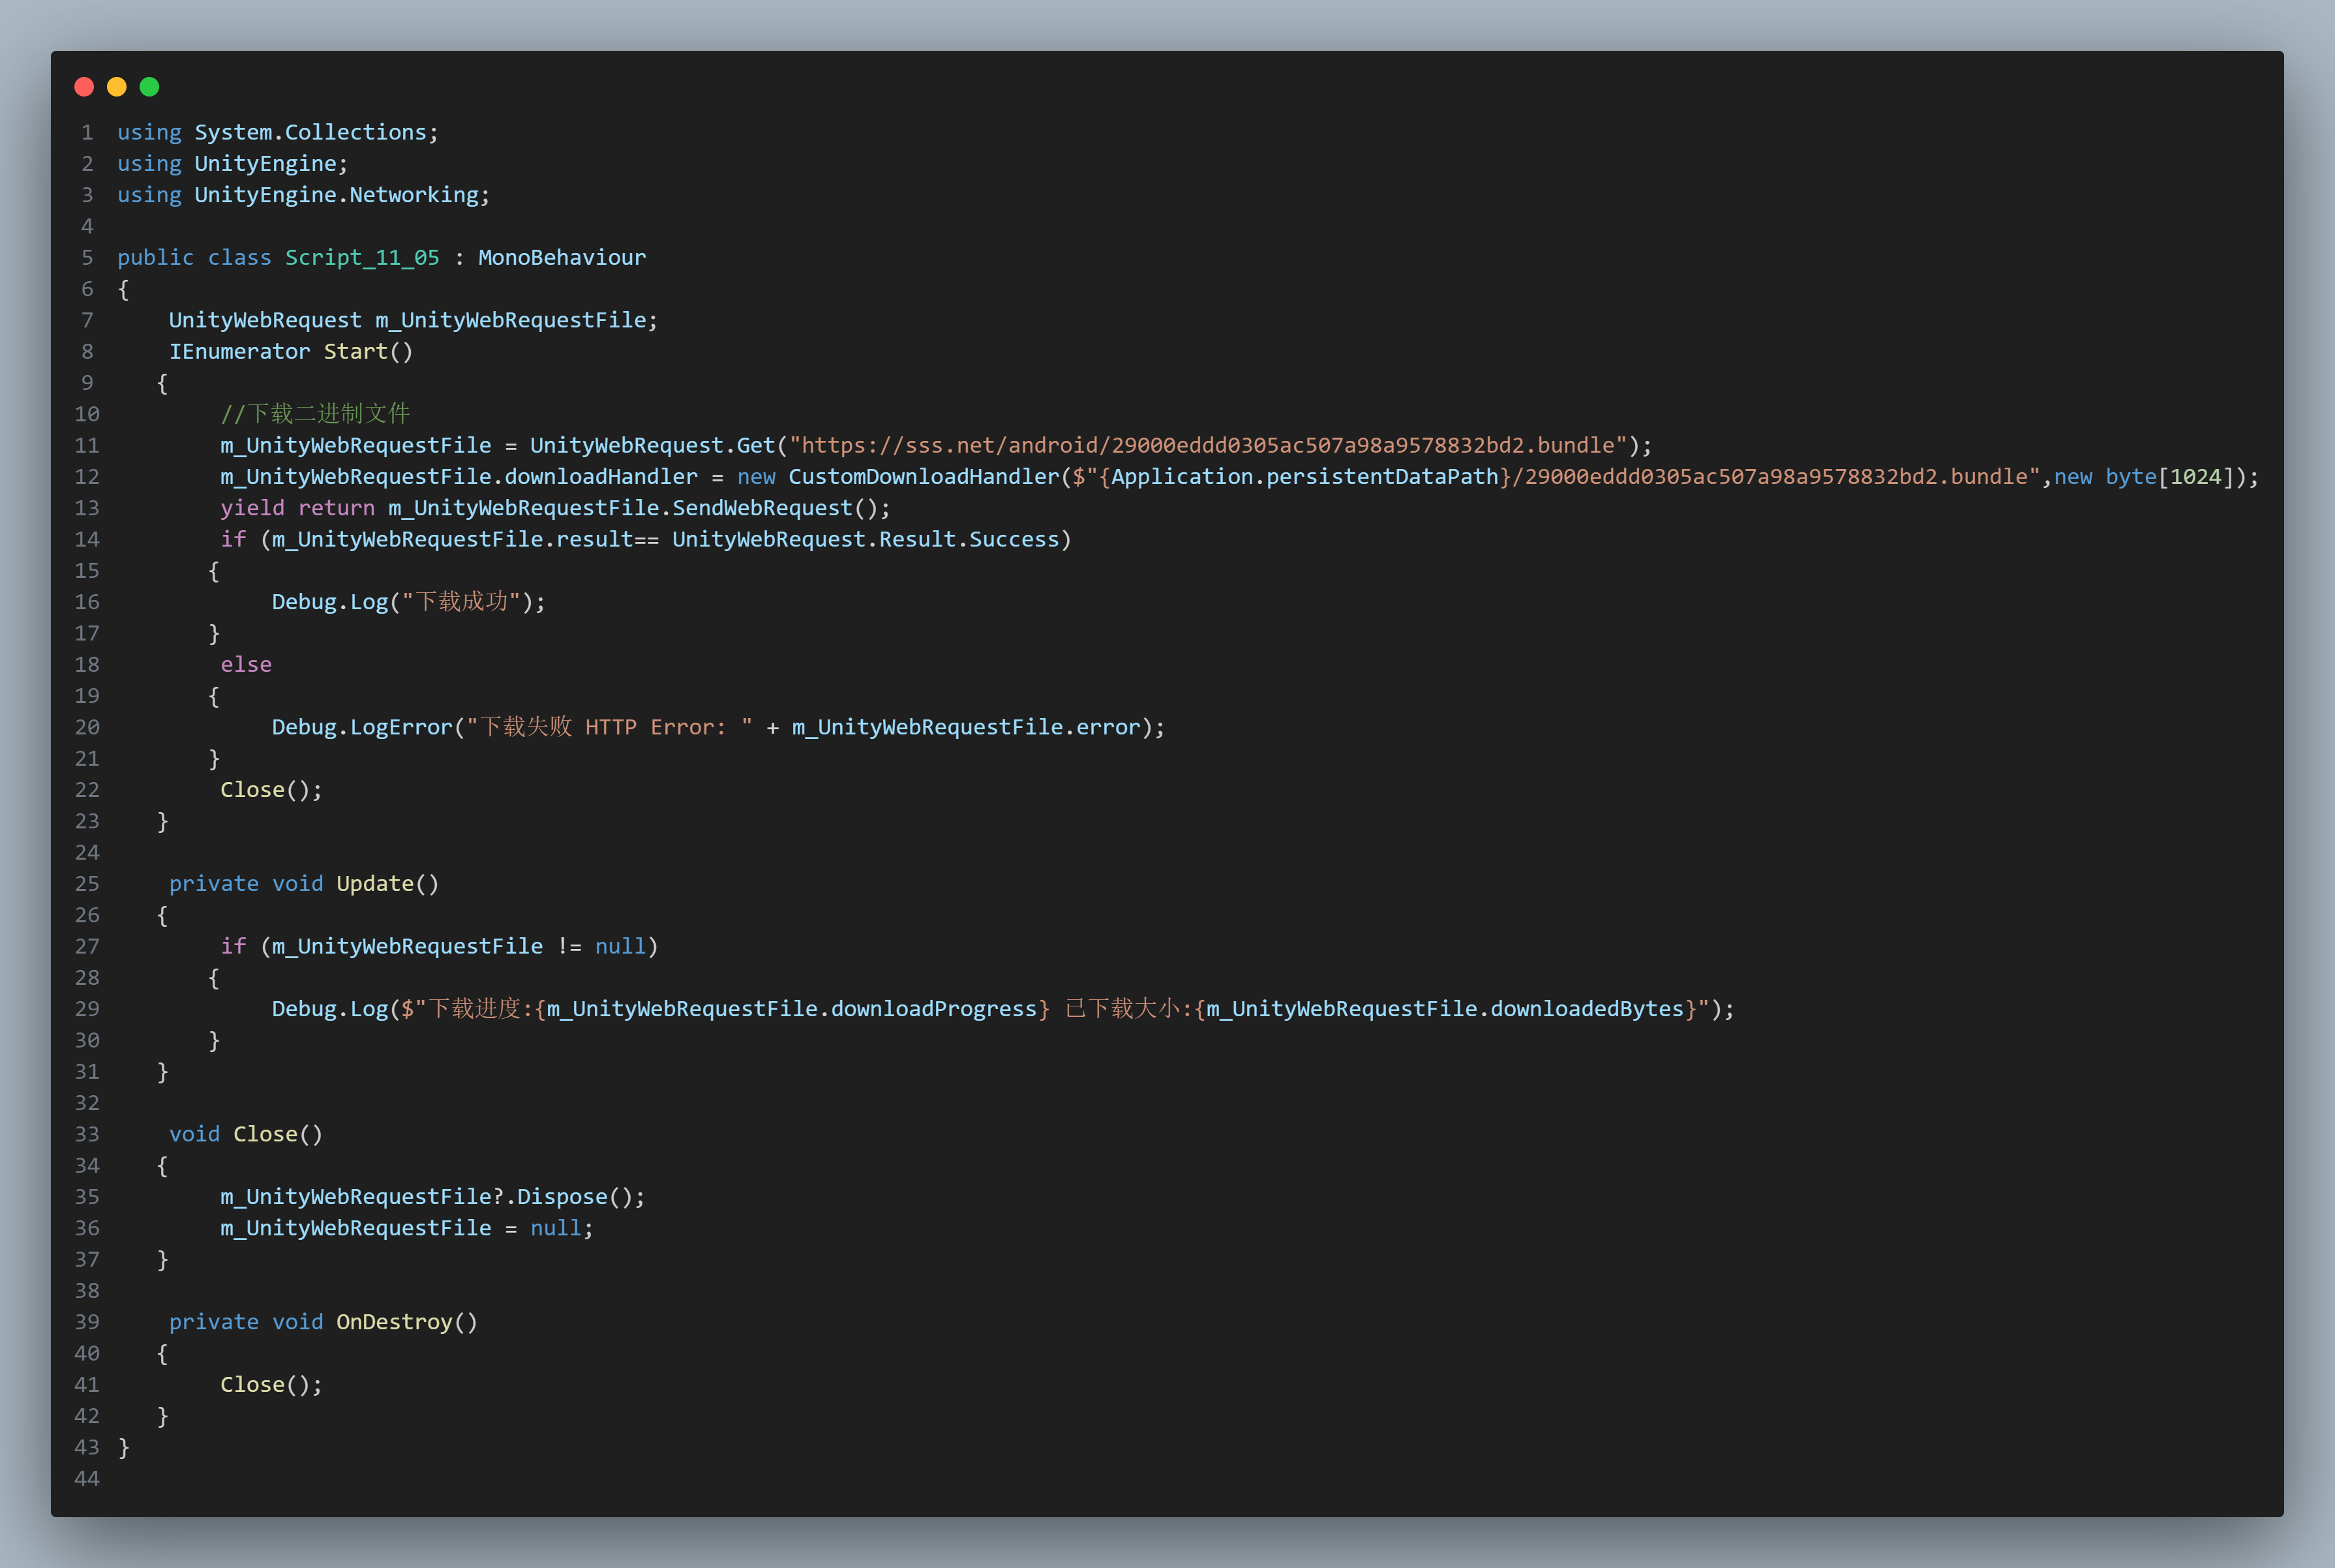 1 using System.Collections;
2 using UnityEngine;
3 using UnityEngine.Networking;
4
5 public class Script_11_05 : MonoBehaviour
6 {
7     UnityWebRequest m_UnityWebRequestFile;
8     IEnumerator Start()
9    {
10         //下载二进制文件
11         m_UnityWebRequestFile = UnityWebRequest.Get("https://sss.net/android/29000eddd0305ac507a98a9578832bd2.bundle");
12         m_UnityWebRequestFile.downloadHandler = new CustomDownloadHandler($"{Application.persistentDataPath}/29000eddd0305ac507a98a9578832bd2.bundle",new byte[1024]);
13         yield return m_UnityWebRequestFile.SendWebRequest();
14         if (m_UnityWebRequestFile.result== UnityWebRequest.Result.Success)
15        {
16             Debug.Log("下载成功");
17        }
18         else
19        {
20             Debug.LogError("下载失败 HTTP Error: " + m_UnityWebRequestFile.error);
21        }
22         Close();
23    }
24
25     private void Update()
26    {
27         if (m_UnityWebRequestFile != null)
28        {
29             Debug.Log($"下载进度:{m_UnityWebRequestFile.downloadProgress} 已下载大小:{m_UnityWebRequestFile.downloadedBytes}");
30        }
31    }
32
33     void Close()
34    {
35         m_UnityWebRequestFile?.Dispose();
36         m_UnityWebRequestFile = null;
37    }
38
39     private void OnDestroy()
40    {
41         Close();
42    }
43 }
44